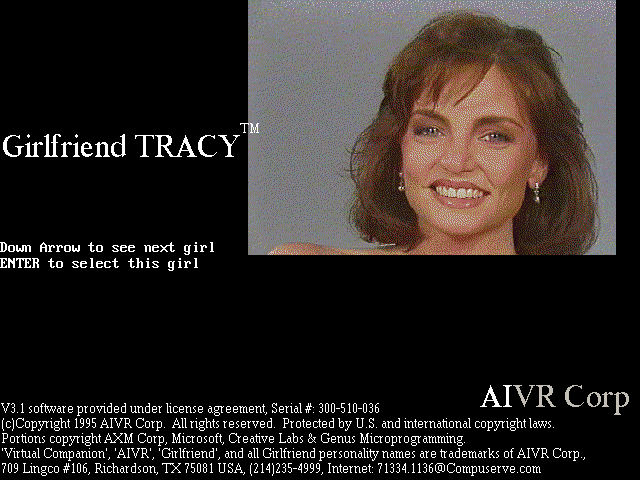 Girlfriend TRACY™
Down Arrow to see next girl
ENTER to select this girl
AIVR Corp
V3.1 software provided under license agreement, Serial #: 300-510-036
(c)Copyright 1995 AIVR Corp.  All rights reserved.  Protected by U.S. and international copyright laws.
Portions copyright AXM Corp, Microsoft, Creative Labs & Genus Microprogramming.
'Virtual Companion', 'AIVR', 'Girlfriend', and all Girlfriend personality names are trademarks of AIVR Corp.,
709 Lingco #106, Richardson, TX 75081 USA, (214)235-4999, Internet: 71334.1136@Compuserve.com